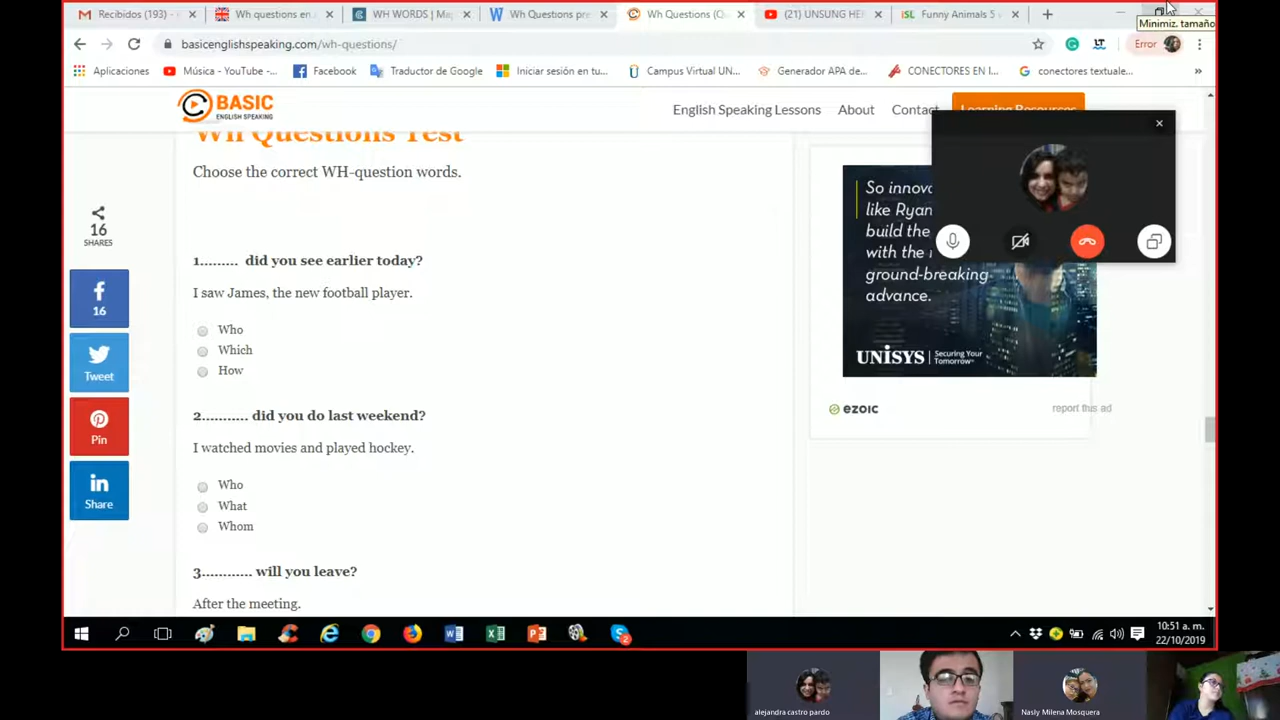 Recibidos (193) -
Wh questions en
WH WORDS | Ma
Wh Questions pre
Wh Questions (Q
(21) UNSUNG HE
Funny Animals 5
Minimiz. tamaño
basicenglishspeaking.com/wh-questions/
Error
Aplicaciones
Música - YouTube -...
Facebook
Traductor de Google
Iniciar sesión en tu...
Campus Virtual UN...
Generador APA de...
CONECTORES EN I...
conectores textuale...
»
BASIC
ENGLISH SPEAKING
English Speaking Lessons
About
Contact
Learning Resources
Wh Questions Test
Choose the correct WH-question words.
16
SHARES
16
Tweet
Pin
Share
1......... did you see earlier today?
I saw James, the new football player.
Who
Which
How
2........... did you do last weekend?
I watched movies and played hockey.
Who
What
Whom
3............ will you leave?
After the meeting.
So innova
like Ryan
build the
with the
ground-breaking
advance.
UNISYS | Securing Your
Tomorrow
ezoic
report this ad
10:51 a. m.
22/10/2019
2
alejandra castro pardo
Nasly Milena Mosquera